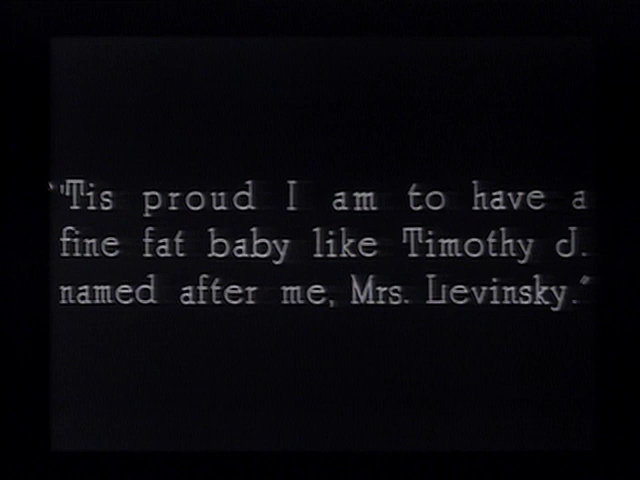 "'Tis proud I am to have a
fine fat baby like Timothy J.
named after me, Mrs. Levinsky."